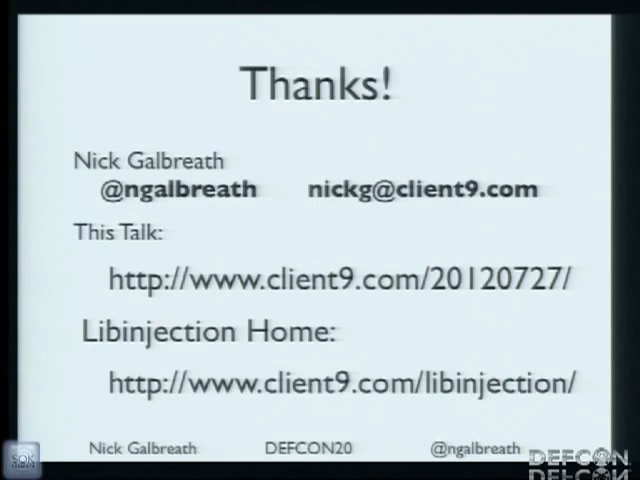 Thanks!
Nick Galbreath
@ngalbreath nickg@client9.com
This Talk:
http://www.client9.com/20120727/
Libinjection Home:
http://www.client9.com/libinjection/
Nick Galbreath DEFCON20 @ngalbreath
DEFCON
DEFCON